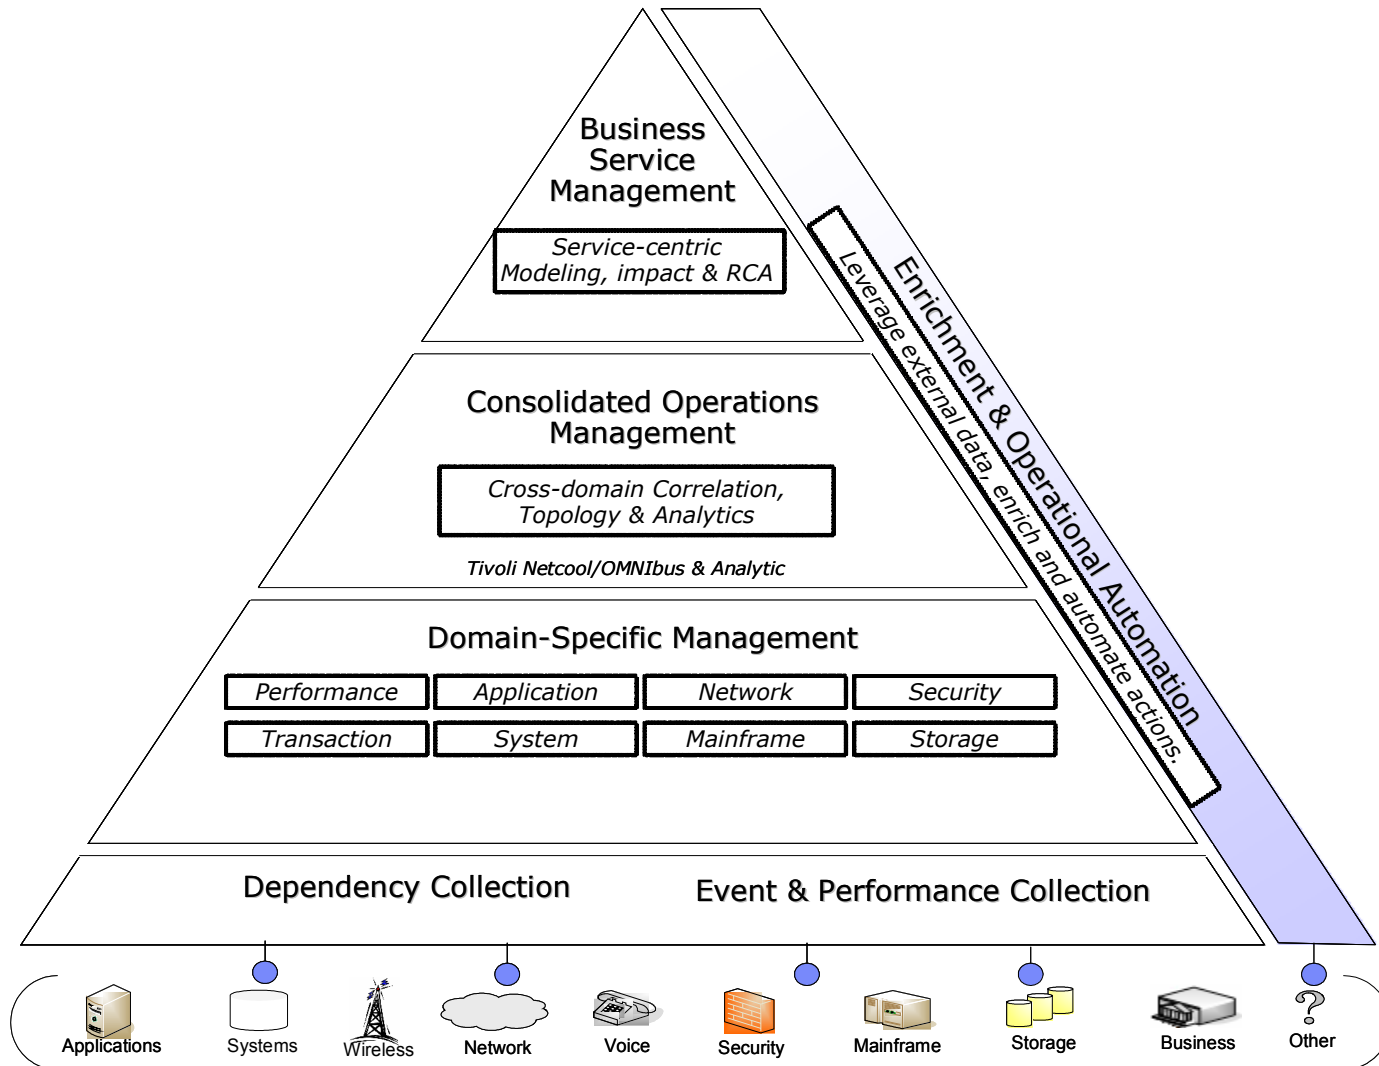 Business
Service
Management
Service-centric
Modeling, impact & RCA
Enrichment & Operational Automation
Leverage external data, enrich and automate actions.
Consolidated Operations
Management
Cross-domain Correlation,
Topology & Analytics
Tivoli Netcool/OMNIbus & Analytic
Domain-Specific Management
Performance
Application
Network
Security
Transaction
System
Mainframe
Storage
Dependency Collection
Event & Performance Collection
Applications
Systems
Wireless
Network
Voice
Security
Mainframe
Storage
Business
?
Other